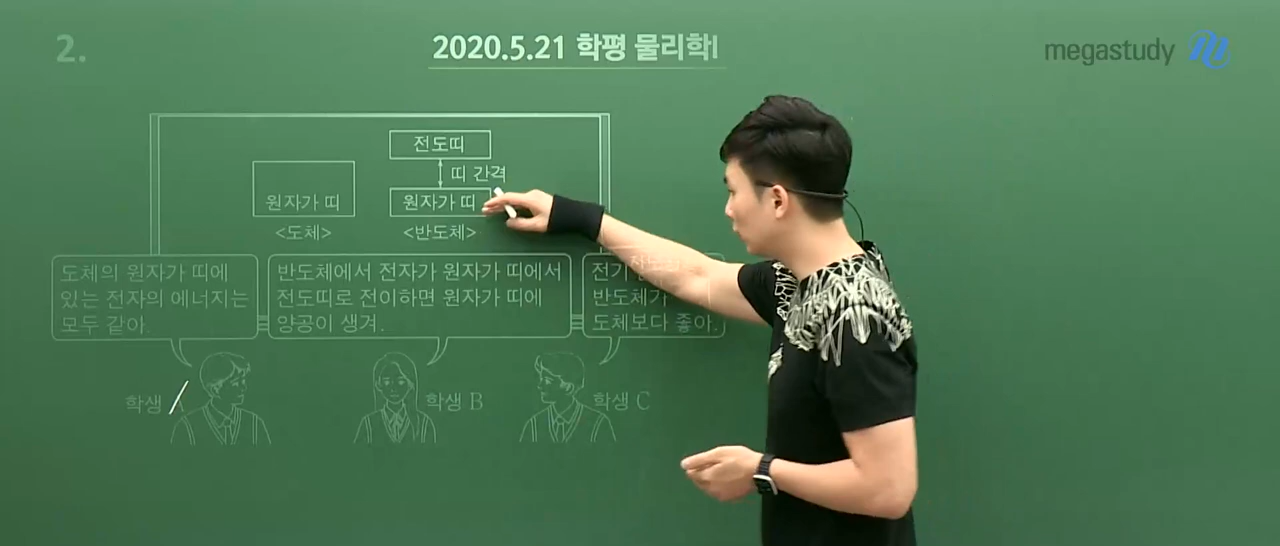 2.
2020.5.21 학평 물리학I
megastudy
전도띠
띠 간격
원자가 띠
원자가 띠
<도체>
<반도체>
도체의 원자가 띠에
있는 전자의 에너지는
모두 같아.
반도체에서 전자가 원자가 띠에서
전도띠로 전이하면 원자가 띠에
양공이 생겨.
전기 전도성은
반도체가
도체보다 좋아.
학생
학생 B
학생 C